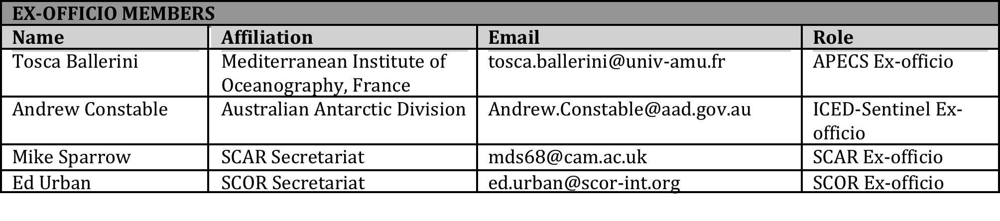 EX-OFFICIO MEMBERS
Name Affiliation Email Role
Tosca Ballerini Mediterranean Institute of tosca.ballerini@univ-amu.fr APECS Ex-officio
Oceanography, France
Andrew Constable Australian Antarctic Division Andrew.Constable@aad.gov.au ICED-Sentinel Ex-
officio
Mike Sparrow SCAR Secretariat mds68@cam.ac.uk SCAR Ex-officio
Ed Urban SCOR Secretariat ed.urban@scor-int.org SCOR Ex-officio